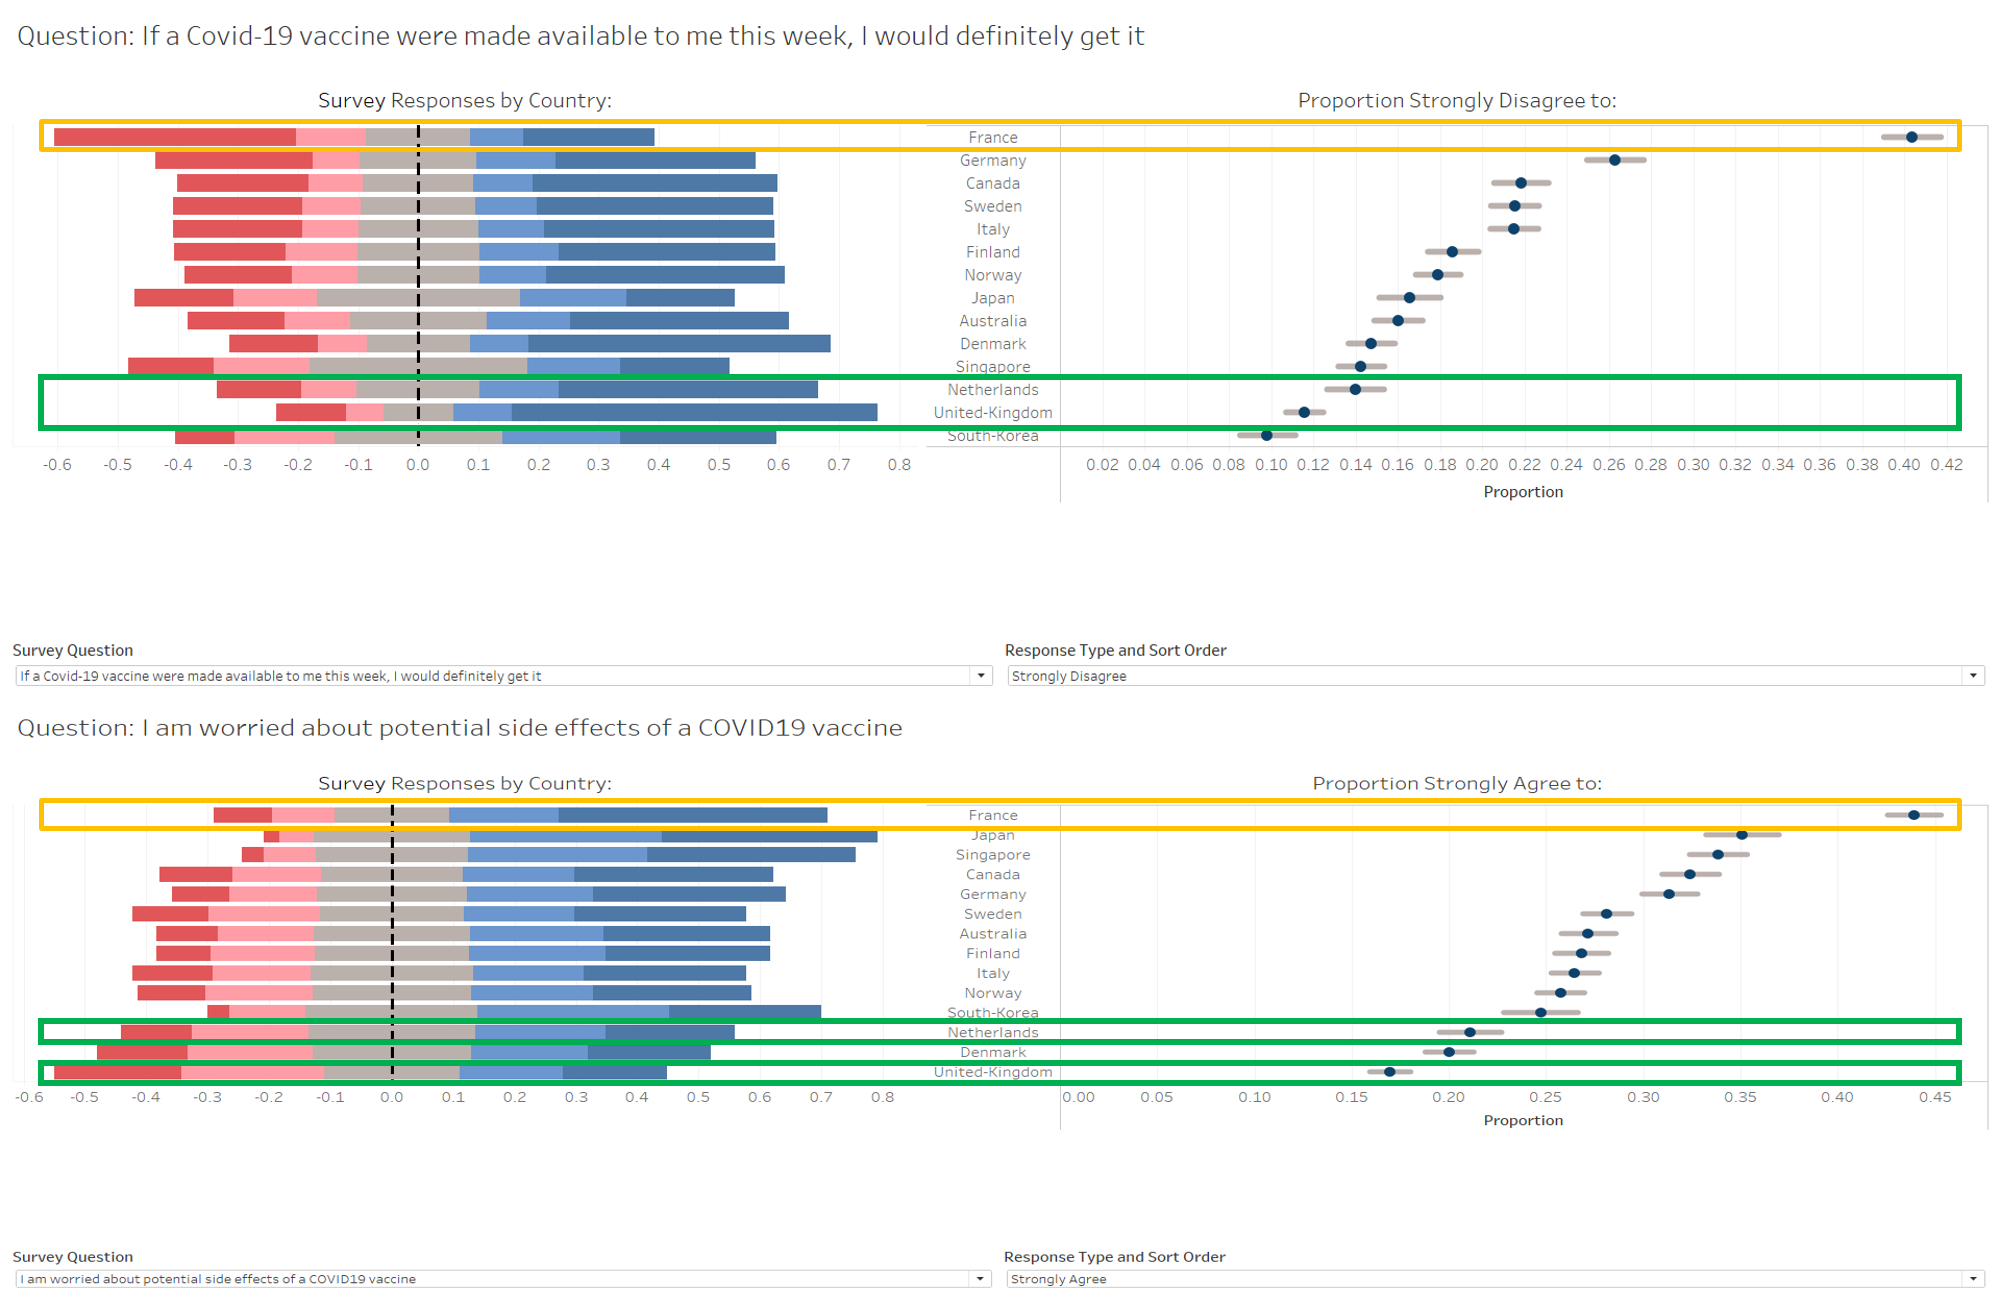 Question: If a Covid-19 vaccine were made available to me this week, I would definitely get it
Survey Responses by Country:
Proportion Strongly Disagree to:
France
Germany
Canada
Sweden
Italy
Finland
Norway
Japan
Australia
Denmark
Singapore
Netherlands
United-Kingdom
South-Korea
-0.6 -0.5 -0.4 -0.3 -0.2 -0.1 0.0 0.1 0.2 0.3 0.4 0.5 0.6 0.7 0.8
0.02 0.04 0.06 0.08 0.10 0.12 0.14 0.16 0.18 0.20 0.22 0.24 0.26 0.28 0.30 0.32 0.34 0.36 0.38 0.40 0.42
Proportion
Survey Question
If a Covid-19 vaccine were made available to me this week, I would definitely get it
Response Type and Sort Order
Strongly Disagree
Question: I am worried about potential side effects of a COVID19 vaccine
Survey Responses by Country:
Proportion Strongly Agree to:
France
Japan
Singapore
Canada
Germany
Sweden
Australia
Finland
Italy
Norway
South-Korea
Netherlands
Denmark
United-Kingdom
-0.6 -0.5 -0.4 -0.3 -0.2 -0.1 0.0 0.1 0.2 0.3 0.4 0.5 0.6 0.7 0.8
0.00 0.05 0.10 0.15 0.20 0.25 0.30 0.35 0.40 0.45
Proportion
Survey Question
I am worried about potential side effects of a COVID19 vaccine
Response Type and Sort Order
Strongly Agree